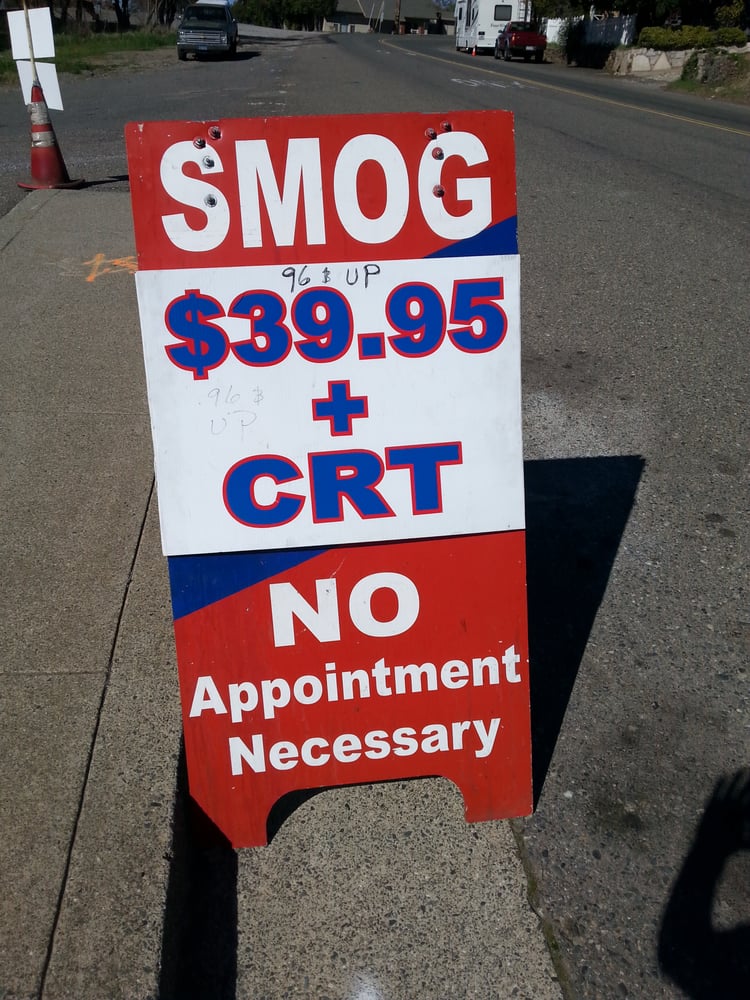 SMOG
96 & UP
$39.95
+
.96 &
UP
CRT
NO
Appointment
Necessary